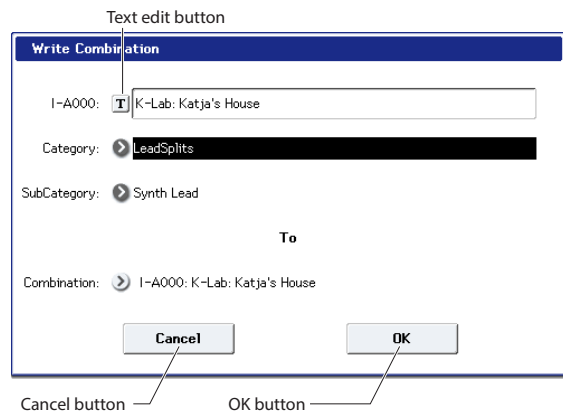 Text edit button
Write Combination
I-A000: T K-Lab: Katja's House
Category: LeadSplits
SubCategory: Synth Lead
To
Combination: I-A000: K-Lab: Katja's House
Cancel OK
Cancel button OK button